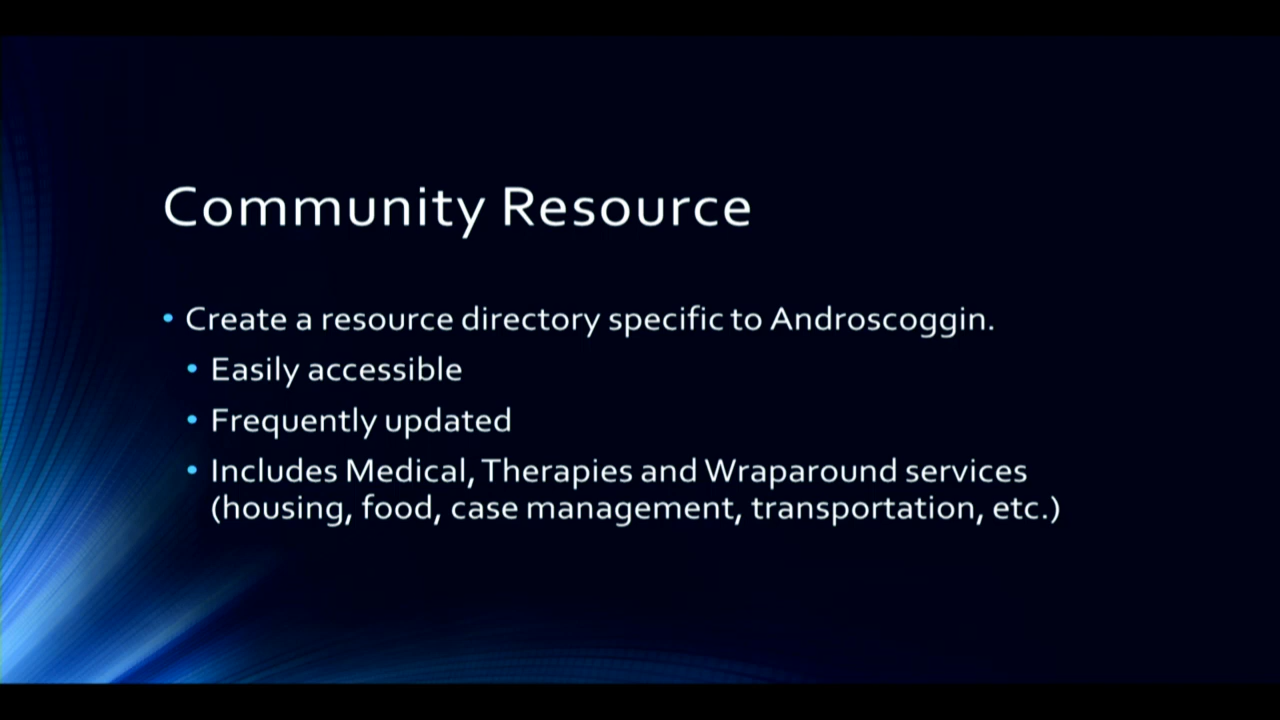 Community Resource
• Create a resource directory specific to Androscoggin.
• Easily accessible
• Frequently updated
• Includes Medical, Therapies and Wraparound services
(housing, food, case management, transportation, etc.)